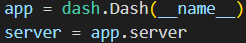 app = dash.Dash(__name__)
server = app.server